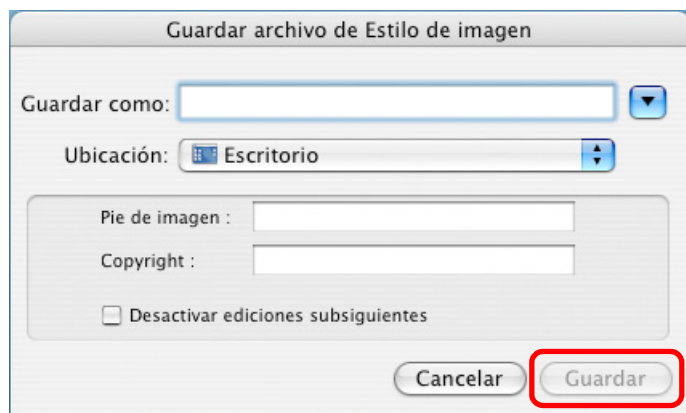 Guardar archivo de Estilo de imagen
Guardar como:
Ubicación: Escritorio
Pie de imagen :
Copyright :
Desactivar ediciones subsiguientes
Cancelar Guardar